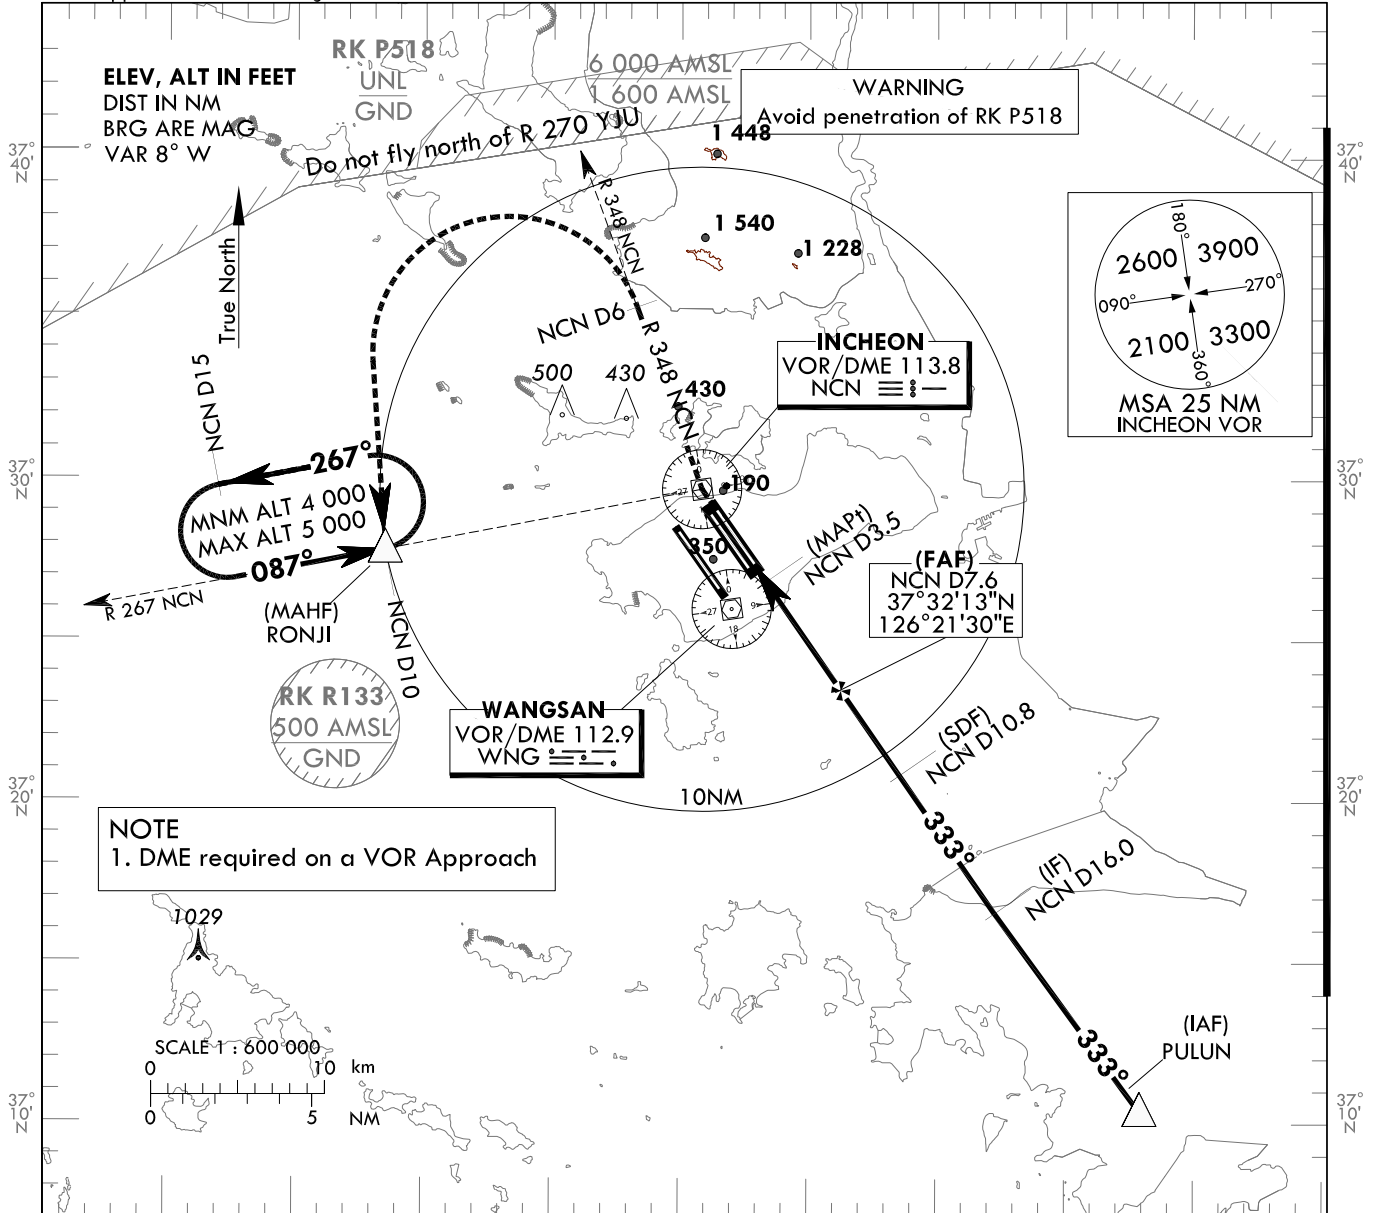 RK P518
UNL
GND
6 000 AMSL
1 600 AMSL
ELEV, ALT IN FEET
DIST IN NM
BRG ARE MAG
VAR 8° W
WARNING
Avoid penetration of RK P518
Do not fly north of R 270 YJU
37°
40'
N
37°
40'
N
1 448
1 540
1 228
R 348 NCN
True North
NCN D6
R 348 NCN
NCN D15
180°
2600
3900
090°
270°
2100
3300
360°
MSA 25 NM
INCHEON VOR
INCHEON
VOR/DME 113.8
NCN
500
430
430
37°
30'
N
37°
30'
N
267°
MNM ALT 4 000
MAX ALT 5 000
087°
R 267 NCN
(MAHF)
RONJI
NCN D10
27
190
350
0
27
9
18
(MAPt)
NCN D3.5
(FAF)
NCN D7.6
37°32'13"N
126°21'30"E
RK R133
500 AMSL
GND
WANGSAN
VOR/DME 112.9
WNG
(SDF)
NCN D10.8
10NM
37°
20'
N
37°
20'
N
NOTE
1. DME required on a VOR Approach
333°
(IF)
NCN D16.0
1029
333°
(IAF)
PULUN
SCALE 1 : 600 000
0
10
km
0
5
NM
37°
10'
N
37°
10'
N